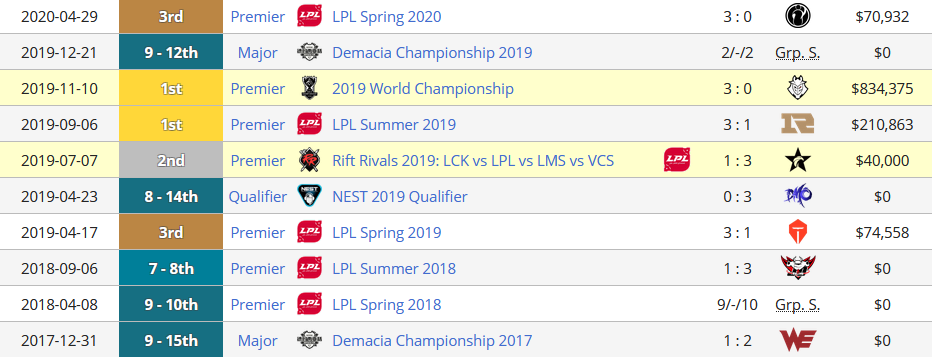 2020-04-29 3rd Premier LPL LPL Spring 2020 3 : 0 $70,932
2019-12-21 9 - 12th Major Demacia Championship 2019 2/-/2 Grp. S. $0
2019-11-10 1st Premier 2019 World Championship 3 : 0 $834,375
2019-09-06 1st Premier LPL LPL Summer 2019 3 : 1 $210,863
2019-07-07 2nd Premier Rift Rivals 2019: LCK vs LPL vs LMS vs VCS LPL 1 : 3 $40,000
2019-04-23 8 - 14th Qualifier NEST NEST 2019 Qualifier 0 : 3 $0
2019-04-17 3rd Premier LPL LPL Spring 2019 3 : 1 $74,558
2018-09-06 7 - 8th Premier LPL LPL Summer 2018 1 : 3 $0
2018-04-08 9 - 10th Premier LPL LPL Spring 2018 9/-/10 Grp. S. $0
2017-12-31 9 - 15th Major Demacia Championship 2017 1 : 2 WE $0